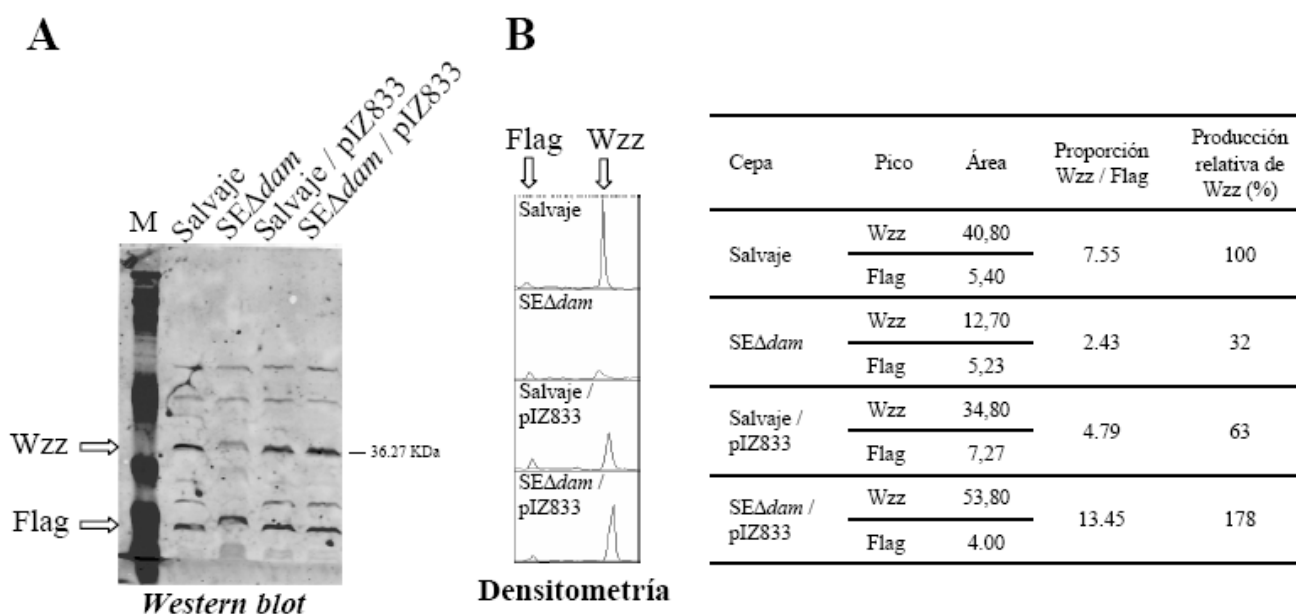 A
B
M
Salvaje
SEΔdam
Salvaje / pIZ833
SEΔdam / pIZ833
Wzz
Flag
36.27 KDa
Western blot
Flag Wzz
Salvaje
SEΔdam
Salvaje /
pIZ833
SEΔdam /
pIZ833
Densitometría
Cepa Pico Área Proporción Wzz / Flag Producción relativa de Wzz (%)
Salvaje Wzz 40,80 7.55 100
Flag 5,40
SEΔdam Wzz 12,70 2.43 32
Flag 5,23
Salvaje / pIZ833 Wzz 34,80 4.79 63
Flag 7,27
SEΔdam / pIZ833 Wzz 53,80 13.45 178
Flag 4.00